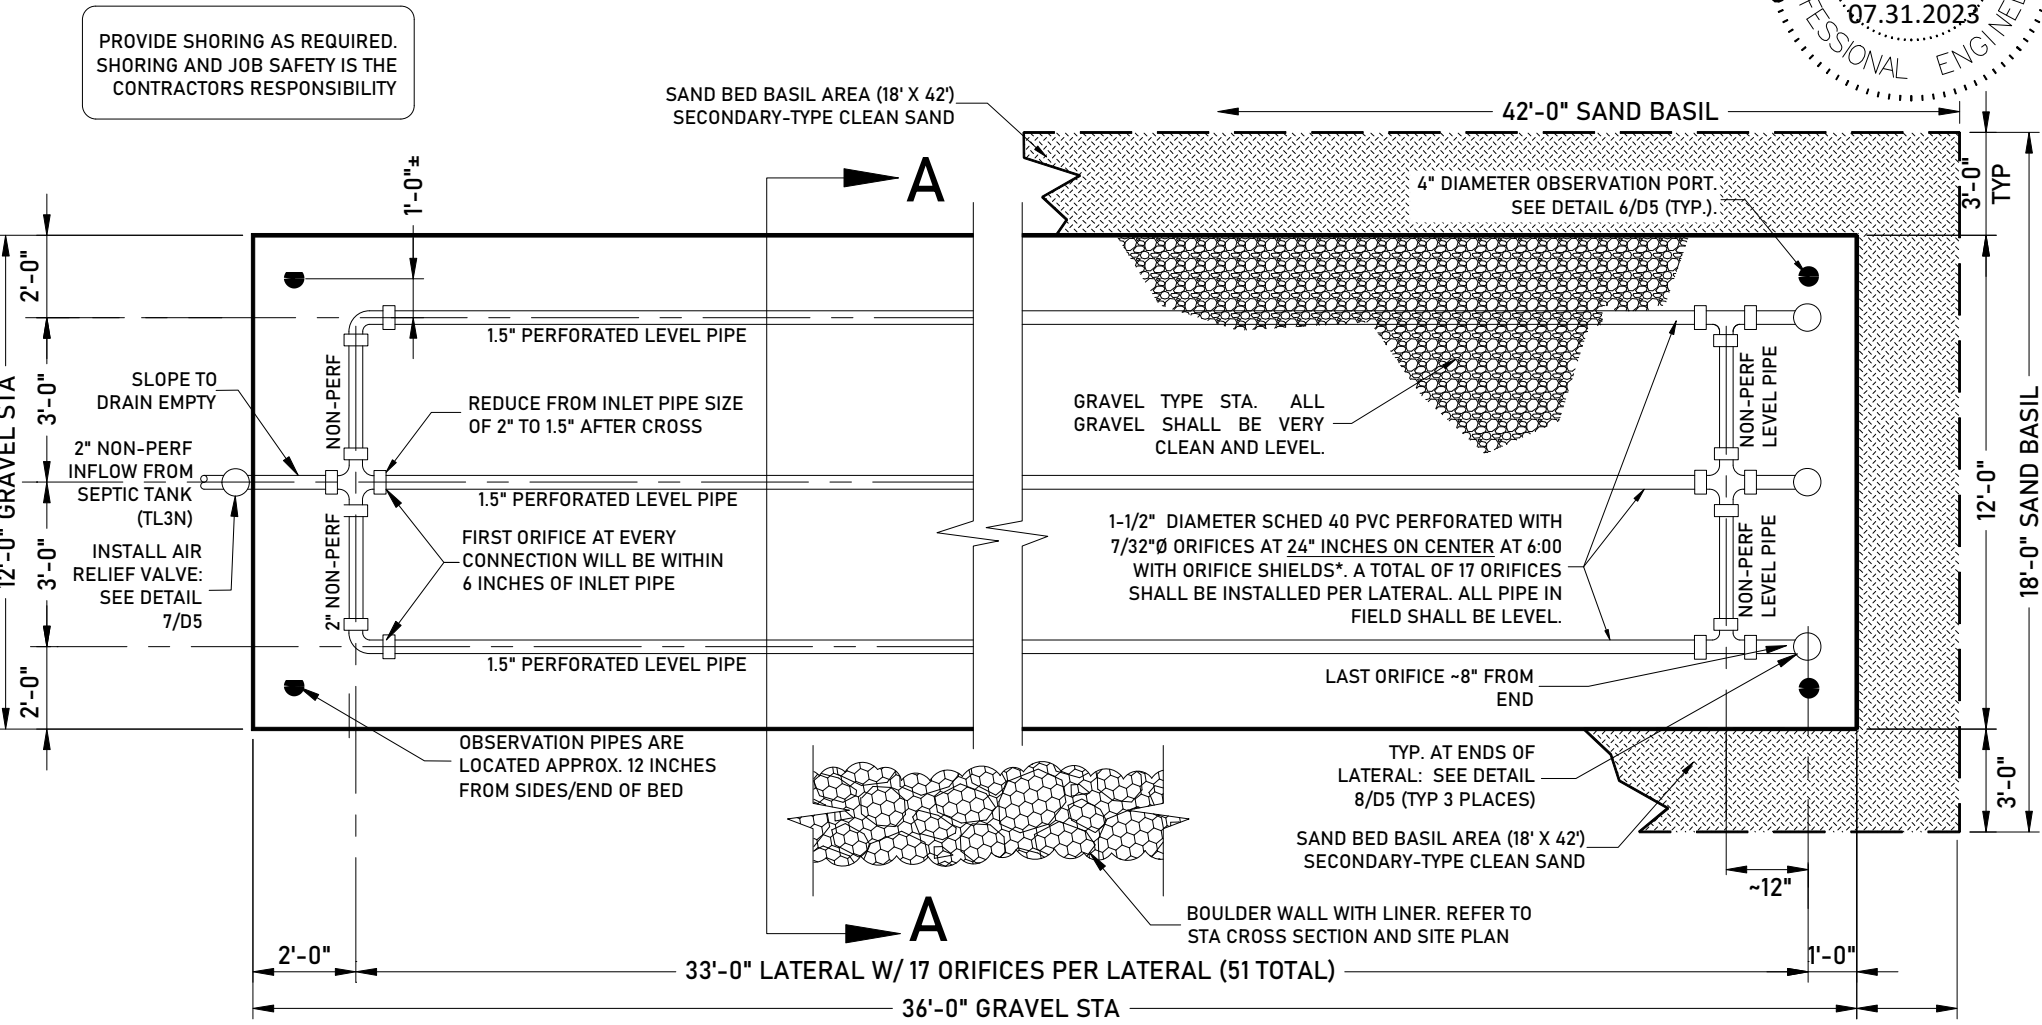 PROVIDE SHORING AS REQUIRED.
SHORING AND JOB SAFETY IS THE
CONTRACTORS RESPONSIBILITY
07.31.2023
FESSIONAL ENGINEE
SAND BED BASIL AREA (18' X 42')
SECONDARY-TYPE CLEAN SAND
42'-0" SAND BASIL
1'-0"±
A
4" DIAMETER OBSERVATION PORT.
SEE DETAIL 6/D5 (TYP.).
3'-0"
TYP
2'-0"
3'-0"
3'-0"
2'-0"
12'-0" GRAVEL STA
1.5" PERFORATED LEVEL PIPE
NON-PERF
SLOPE TO
DRAIN EMPTY
REDUCE FROM INLET PIPE SIZE
OF 2" TO 1.5" AFTER CROSS
2" NON-PERF
INFLOW FROM
SEPTIC TANK
(TL3N)
1.5" PERFORATED LEVEL PIPE
INSTALL AIR
RELIEF VALVE:
SEE DETAIL
7/D5
2" NON-PERF
FIRST ORIFICE AT EVERY
CONNECTION WILL BE WITHIN
6 INCHES OF INLET PIPE
1.5" PERFORATED LEVEL PIPE
GRAVEL TYPE STA. ALL
GRAVEL SHALL BE VERY
CLEAN AND LEVEL.
NON-PERF
LEVEL PIPE
1-1/2" DIAMETER SCHED 40 PVC PERFORATED WITH
7/32"Ø ORIFICES AT 24" INCHES ON CENTER AT 6:00
WITH ORIFICE SHIELDS*. A TOTAL OF 17 ORIFICES
SHALL BE INSTALLED PER LATERAL. ALL PIPE IN
FIELD SHALL BE LEVEL.
NON-PERF
LEVEL PIPE
12'-0"
18'-0" SAND BASIL
LAST ORIFICE ~8" FROM
END
OBSERVATION PIPES ARE
LOCATED APPROX. 12 INCHES
FROM SIDES/END OF BED
TYP. AT ENDS OF
LATERAL: SEE DETAIL
8/D5 (TYP 3 PLACES)
3'-0"
SAND BED BASIL AREA (18' X 42')
SECONDARY-TYPE CLEAN SAND
~12"
BOULDER WALL WITH LINER. REFER TO
STA CROSS SECTION AND SITE PLAN
A
2'-0"
33'-0" LATERAL W/ 17 ORIFICES PER LATERAL (51 TOTAL)
1'-0"
36'-0" GRAVEL STA